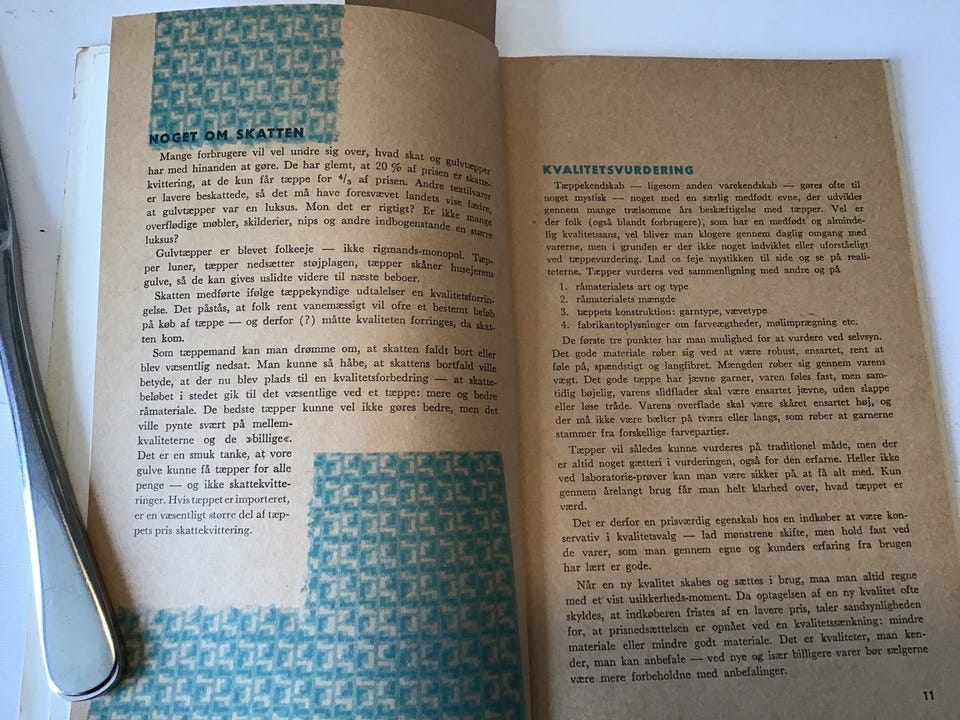 NOGET OM SKATTEN
Mange forbrugere vil vel undre sig over, hvad skat og gulvtæpper
har med hinanden at gøre. De har glemt, at 20 % af prisen er skatte-
kvittering, at de kun får tæppe for 4/5 af prisen. Andre textilvarer
er lavere beskattede, så det må have foresvævet landets vise fædre,
at gulvtæpper var en luksus. Mon det er rigtigt? Er ikke mange
overflødige møbler, skilderier, nips og andre indbogenstande en større
luksus?
Gulvtæpper er blevet folkeeje — ikke rigmands-monopol. Tæp-
per luner, tæpper nedsætter støjplagen, tæpper skåner husejerens
gulve, så de kan gives uslidte videre til næste beboer.
Skatten medførte ifølge tæppekyndige udtalelser en kvalitetsforrin-
gelse. Det påstås, at folk rent vanemæssigt vil ofre et bestemt beløb
på køb af tæppe — og derfor (?) måtte kvaliteten forringes, da skat-
ten kom.
Som tæppemand kan man drømme om, at skatten faldt bort eller
blev væsentlig nedsat. Man kunne så håbe, at skattens bortfald ville
betyde, at der nu blev plads til en kvalitetsforbedring — at skatte-
beløbet i stedet gik til det væsentlige ved et tæppe: mere og bedre
råmateriale. De bedste tæpper kunne vel ikke gøres bedre, men det
ville pynte svært på mellem-
kvaliteterne og de »billige«.
Det er en smuk tanke, at vore
gulve kunne få tæpper for alle
penge — og ikke skattekvitte-
ringer. Hvis tæppet er importeret,
er en væsentligt større del af tæp-
pets pris skattekvittering.
KVALITETSVURDERING
Tæppekendskab — ligesom anden varekendskab — gøres ofte til
noget mystisk — noget med en særlig medfødt evne, der udvikles
gennem mange trælsomme års beskæftigelse med tæpper. Vel er
der folk (også blandt forbrugere), som har en medfødt og alminde-
lig kvalitetssans, vel bliver man klogere gennem daglig omgang med
varerne, men i grunden er der ikke noget indviklet eller uforståeligt
ved tæppevurdering. Lad os feje mystikken til side og se på reali-
teterne. Tæpper vurderes ved sammenligning med andre og på
1. råmaterialets art og type
2. råmaterialets mængde
3. tæppets konstruktion: garntype, vævetype
4. fabrikantoplysninger om farveægtheder, mølimprægning etc.
De første tre punkter har man mulighed for at vurdere ved selvsyn.
Det gode materiale røber sig ved at være robust, ensartet, rent at
føle på, spændstigt og langfibret. Mængden røber sig gennem varens
vægt. Det gode tæppe har jævne garner, varen føles fast, men sam-
tidig bøjelig, varens slidflader skal være ensartet jævne, uden slappe
eller løse tråde. Varens overflade skal være skåret ensartet høj, og
der må ikke være bælter på tværs eller langs, som røber at garnerne
stammer fra forskellige farvepartier.
Tæpper vil således kunne vurderes på traditionel måde, men der
er altid noget gætteri i vurderingen, også for den erfarne. Heller ikke
ved laboratorie-prøver kan man være sikker på at få alt med. Kun
gennem årelangt brug får man helt klarhed over, hvad tæppet er
værd.
Det er derfor en prisværdig egenskab hos en indkøber at være kon-
servativ i kvalitetsvalg — lad mønstrene skifte, men hold fast ved
de varer, som man gennem egne og kunders erfaring fra brugen
har lært er gode.
Når en ny kvalitet skabes og sættes i brug, maa man altid regne
med et vist usikkerheds-moment. Da optagelsen af en ny kvalitet ofte
skyldes, at indkøberen fristes af en lavere pris, taler sandsynligheden
for, at prisnedsættelsen er opnået ved en kvalitetssænkning: mindre
materiale eller mindre godt materiale. Det er kvaliteter, man ken-
der, man kan anbefale — ved nye og især billigere varer bør sælgerne
være mere forbeholdne med anbefalinger.
11